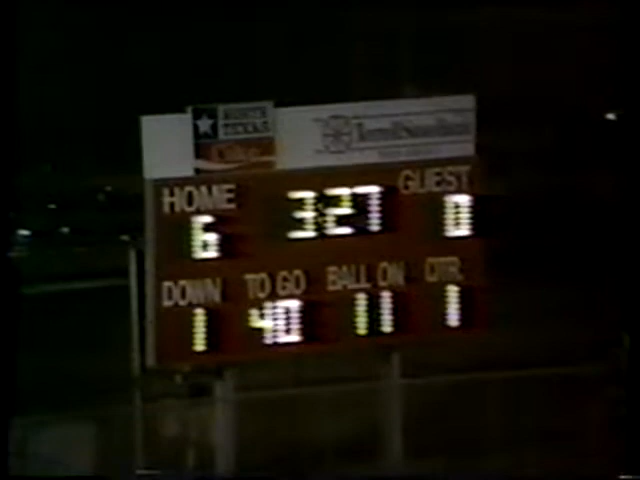 HOME
3:27
GUEST
6
0
DOWN
TO GO
BALL ON
QTR.
1
40
11
1